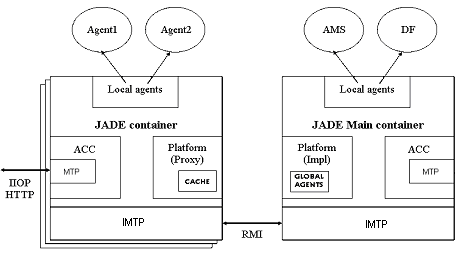 Agent1
Agent2
AMS
DF
Local agents
Local agents
JADE container
JADE Main container
ACC
MTP
Platform
(Proxy)
CACHE
Platform
(Impl)
GLOBAL
AGENTS
ACC
MTP
IIOP
HTTP
IMTP
RMI
IMTP